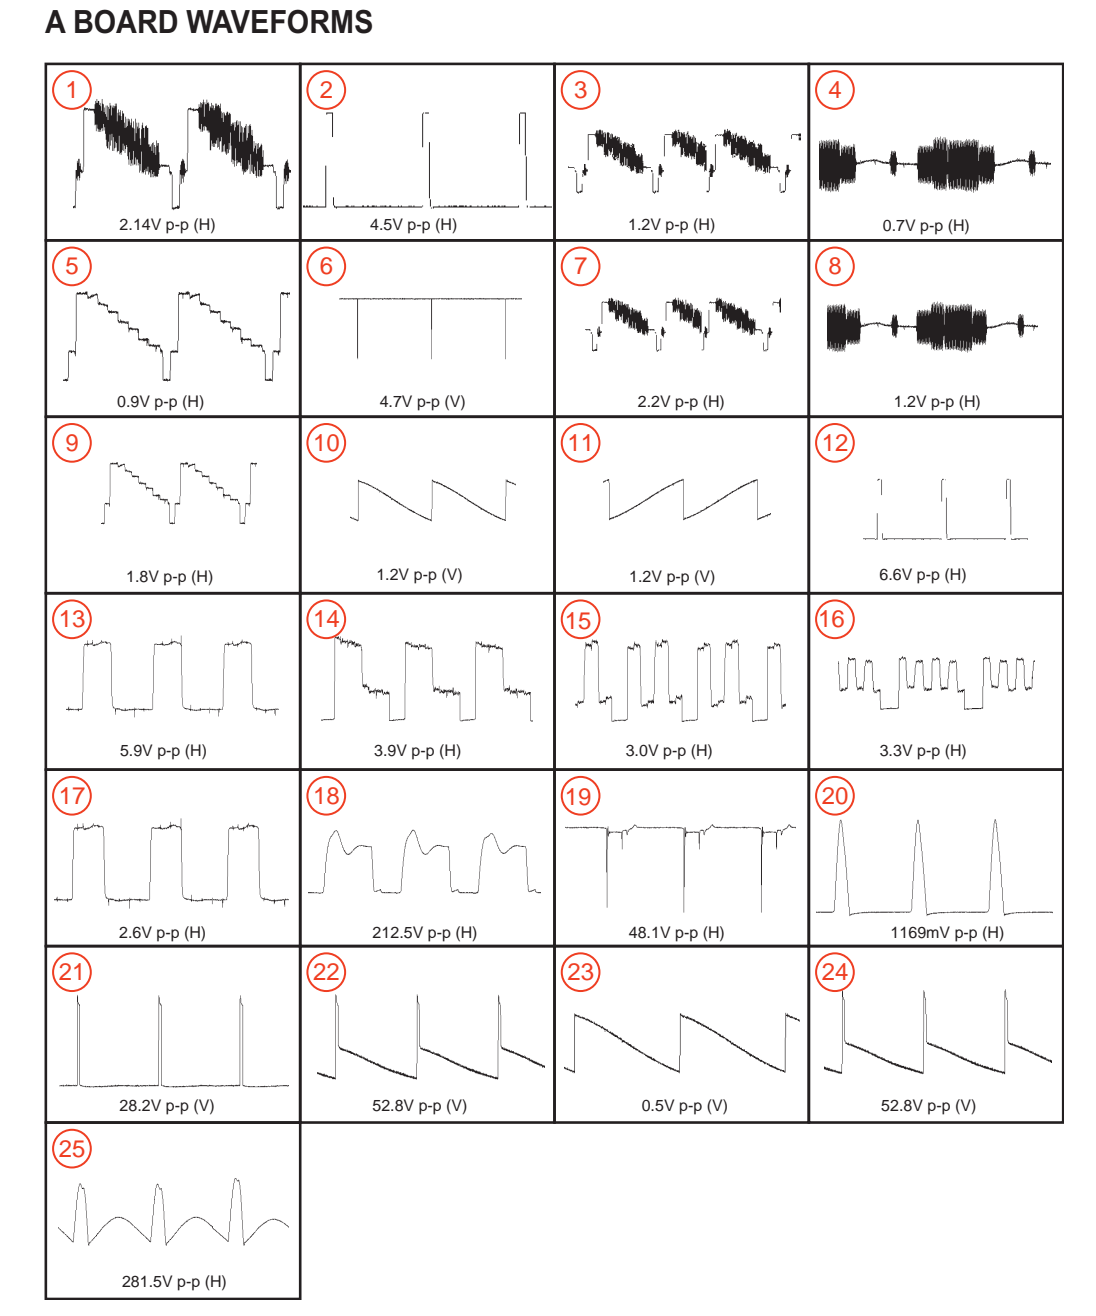 A BOARD WAVEFORMS
1 2 3 4
2.14V p-p (H) 4.5V p-p (H) 1.2V p-p (H) 0.7V p-p (H)
5 6 7 8
0.9V p-p (H) 4.7V p-p (V) 2.2V p-p (H) 1.2V p-p (H)
9 10 11 12
1.8V p-p (H) 1.2V p-p (V) 1.2V p-p (V) 6.6V p-p (H)
13 14 15 16
5.9V p-p (H) 3.9V p-p (H) 3.0V p-p (H) 3.3V p-p (H)
17 18 19 20
2.6V p-p (H) 212.5V p-p (H) 48.1V p-p (H) 1169mV p-p (H)
21 22 23 24
28.2V p-p (V) 52.8V p-p (V) 0.5V p-p (V) 52.8V p-p (V)
25
281.5V p-p (H)